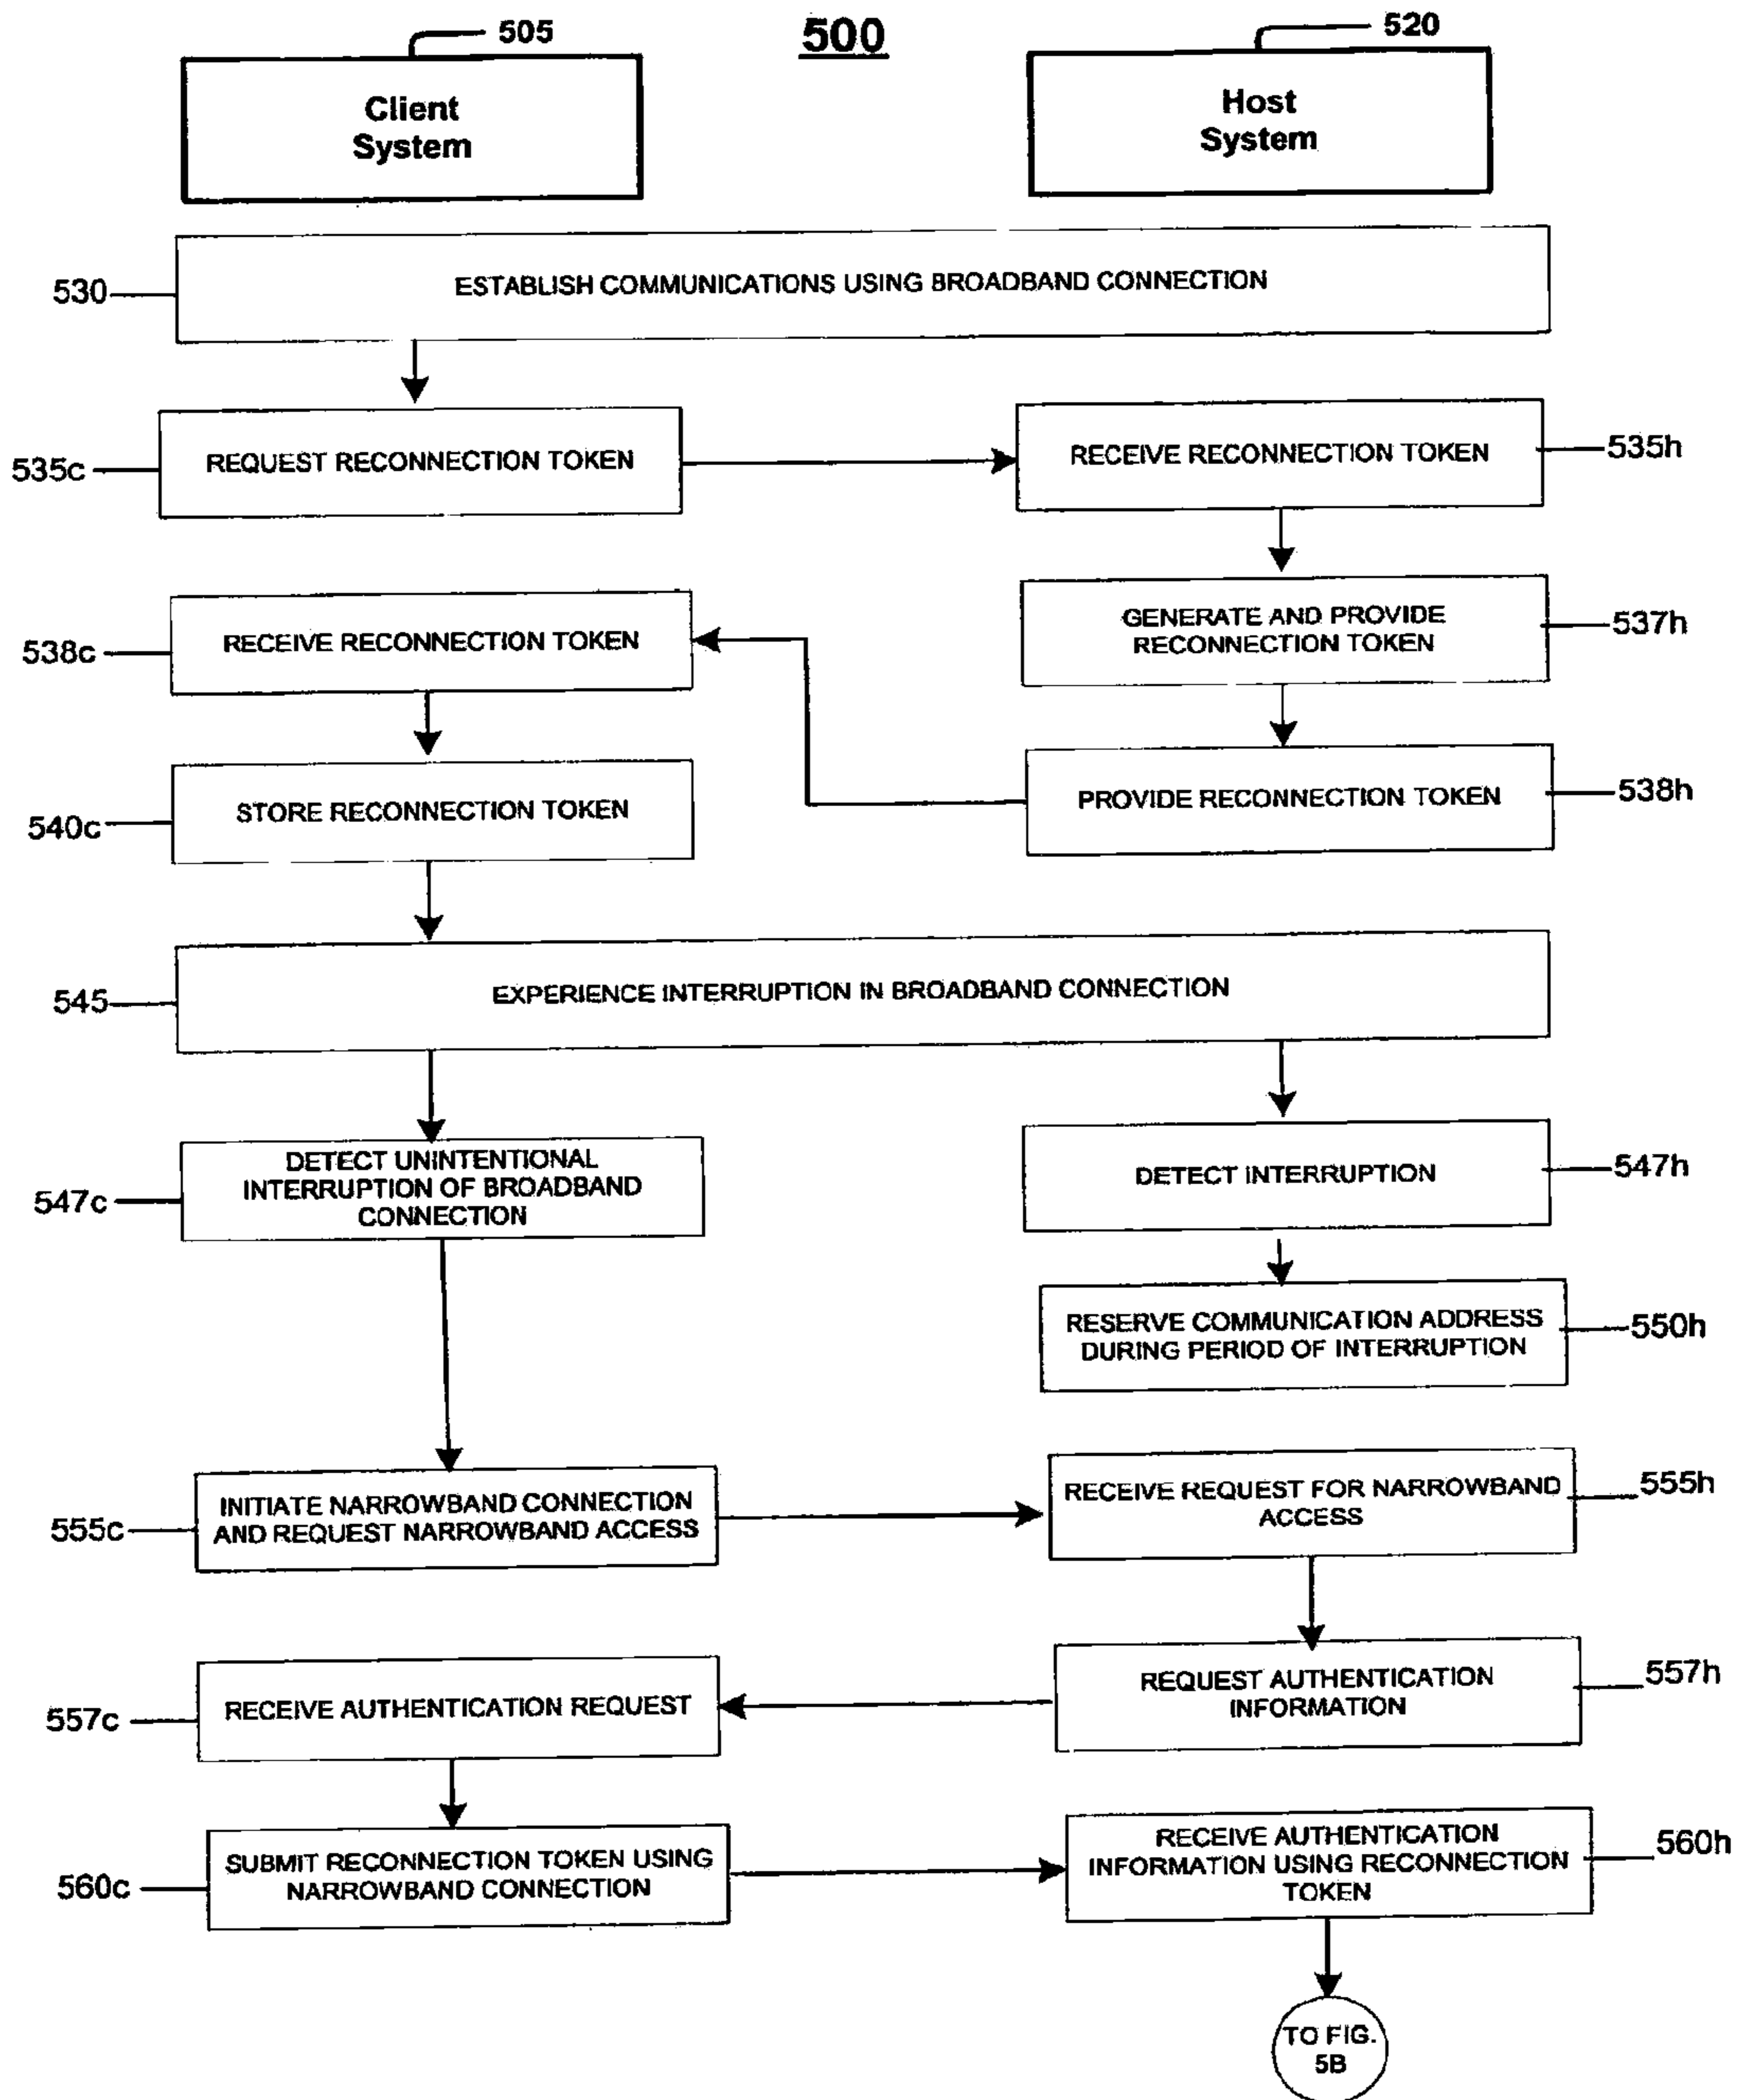 500
505
520
Client
System
Host
System
530
ESTABLISH COMMUNICATIONS USING BROADBAND CONNECTION
535c
REQUEST RECONNECTION TOKEN
RECEIVE RECONNECTION TOKEN
535h
GENERATE AND PROVIDE
RECONNECTION TOKEN
537h
538c
RECEIVE RECONNECTION TOKEN
PROVIDE RECONNECTION TOKEN
538h
540c
STORE RECONNECTION TOKEN
545
EXPERIENCE INTERRUPTION IN BROADBAND CONNECTION
547c
DETECT UNINTENTIONAL
INTERRUPTION OF BROADBAND
CONNECTION
DETECT INTERRUPTION
547h
RESERVE COMMUNICATION ADDRESS
DURING PERIOD OF INTERRUPTION
550h
555c
INITIATE NARROWBAND CONNECTION
AND REQUEST NARROWBAND ACCESS
RECEIVE REQUEST FOR NARROWBAND
ACCESS
555h
REQUEST AUTHENTICATION
INFORMATION
557h
557c
RECEIVE AUTHENTICATION REQUEST
560c
SUBMIT RECONNECTION TOKEN USING
NARROWBAND CONNECTION
RECEIVE AUTHENTICATION
INFORMATION USING RECONNECTION
TOKEN
560h
TO FIG.
5B